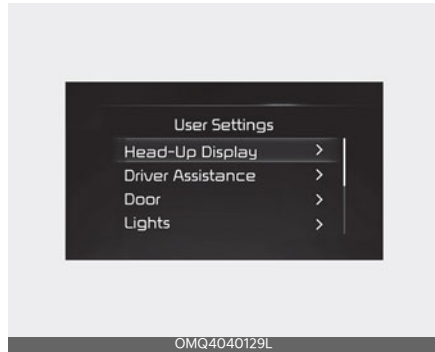 User Settings
Head-Up Display >
Driver Assistance >
Door >
Lights >
OMQ4040129L